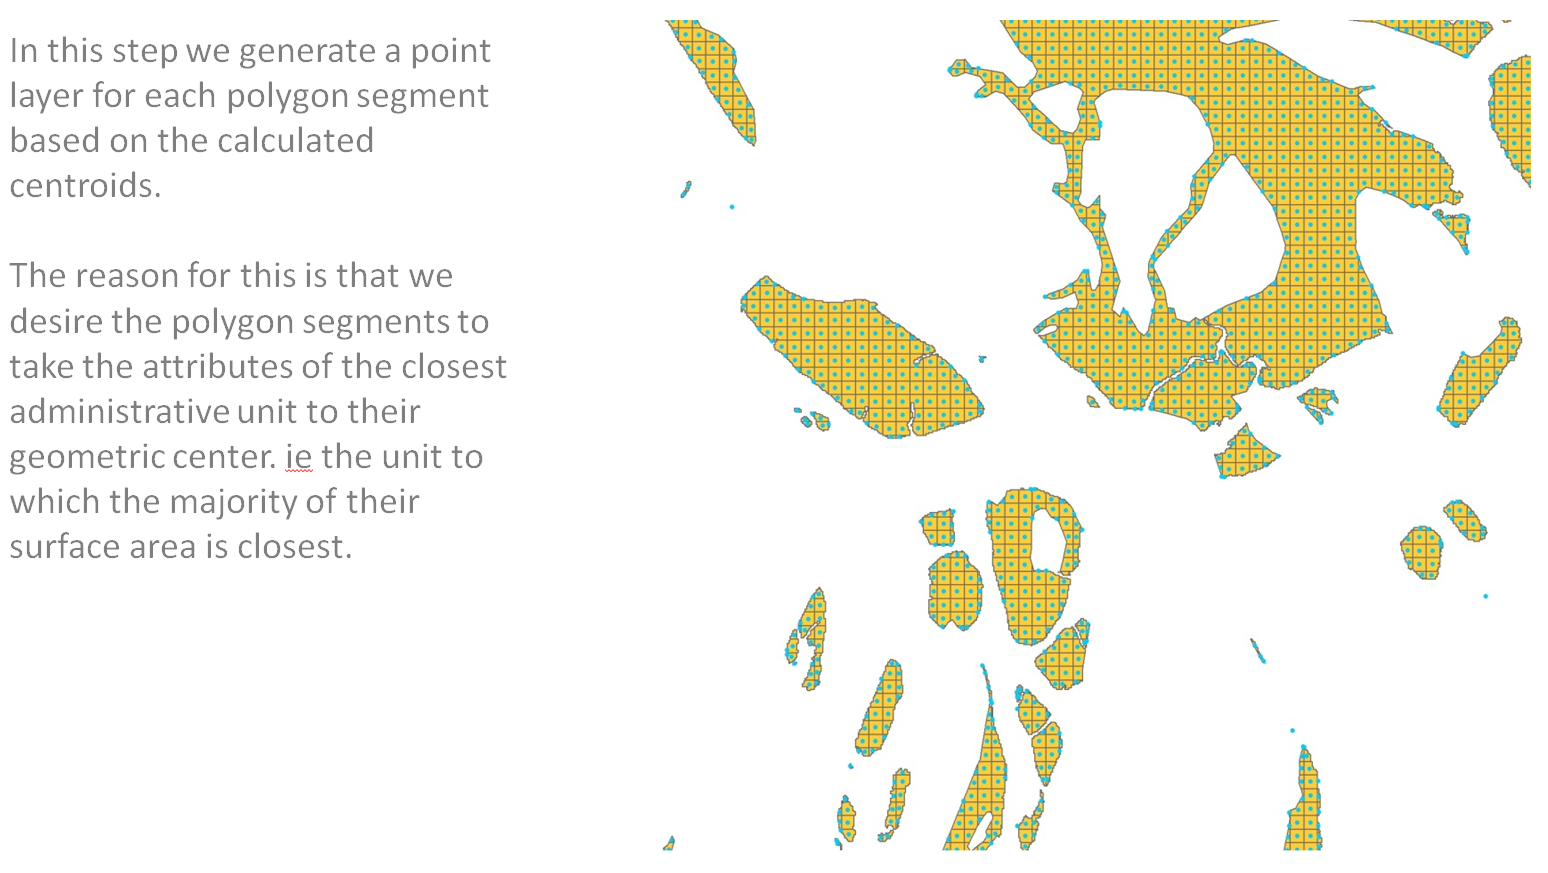 In this step we generate a point
layer for each polygon segment
based on the calculated
centroids.
The reason for this is that we
desire the polygon segments to
take the attributes of the closest
administrative unit to their
geometric center. ie the unit to
which the majority of their
surface area is closest.